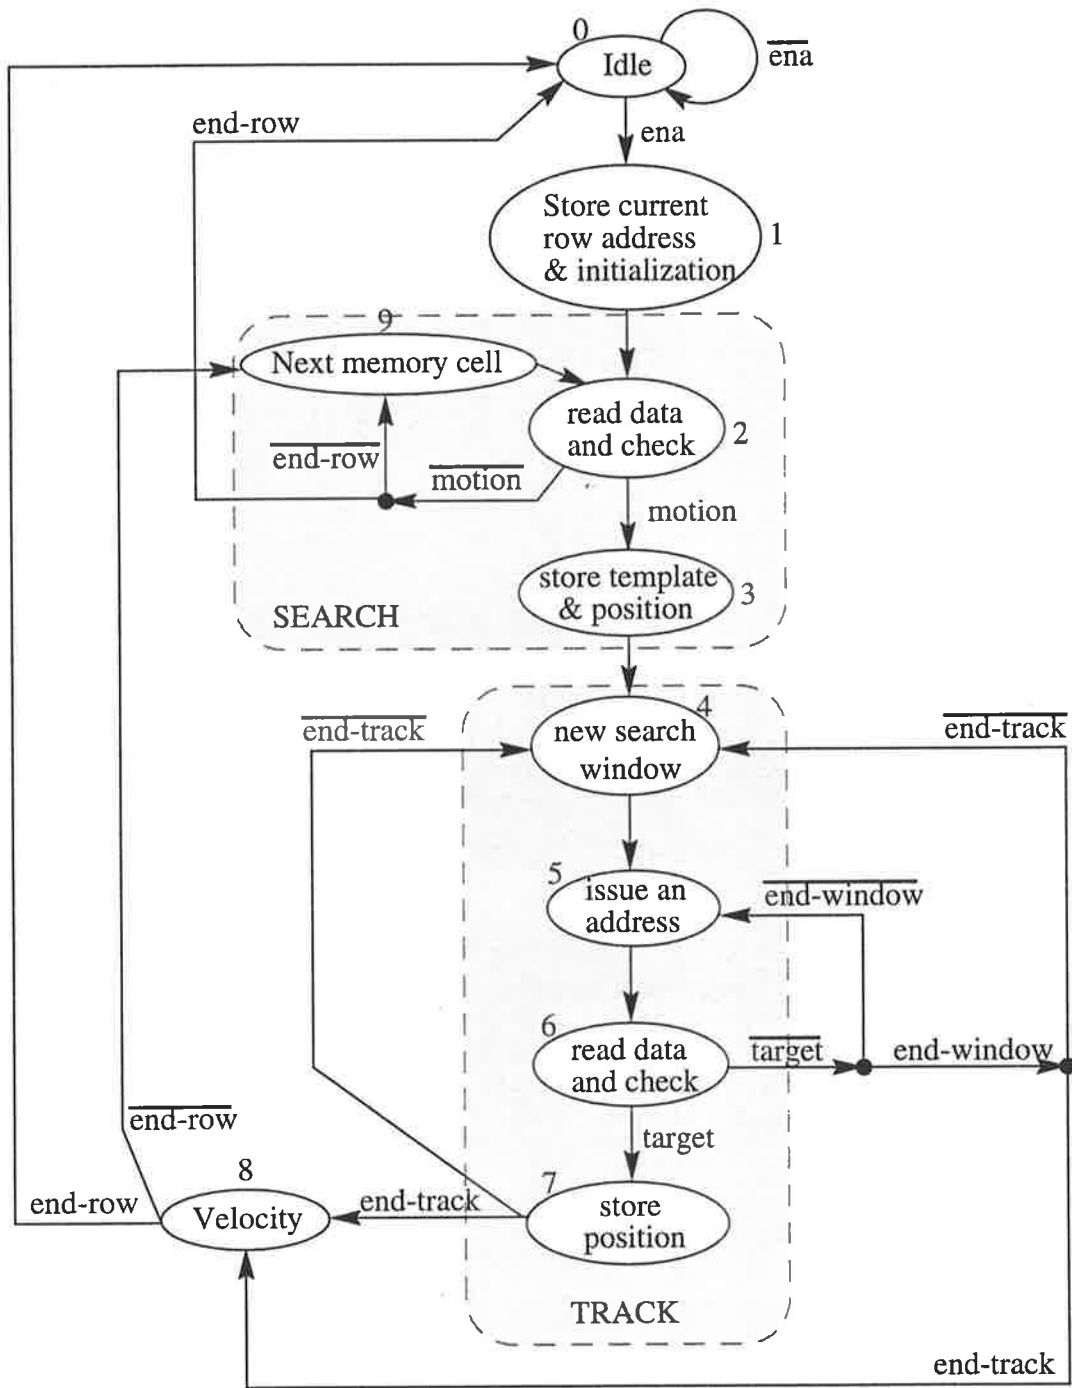 0
Idle
ena
end-row
ena
Store current
row address
& initialization
1
9
Next memory cell
read data
and check
2
end-row
motion
motion
store template
& position
3
SEARCH
4
new search
window
end-track
end-track
5
issue an
address
end-window
6
read data
and check
target
end-window
target
end-row
8
7
store
position
end-row
Velocity
end-track
TRACK
end-track